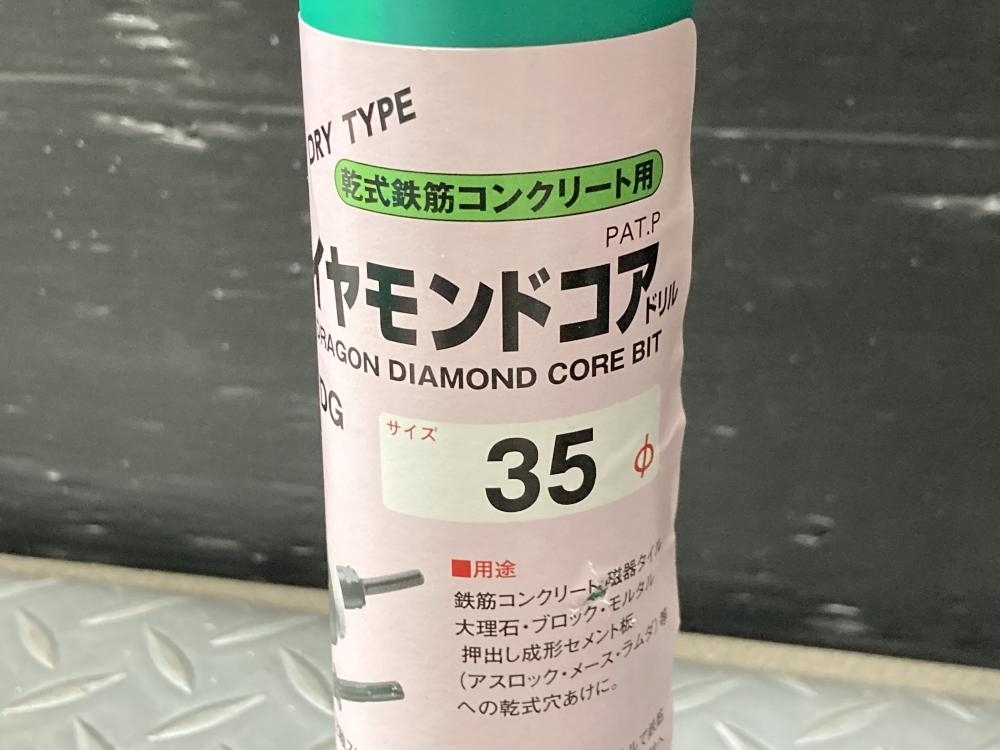 DRY TYPE
乾式鉄筋コンクリート用
PAT.P
イヤモンドコアドリル
DRAGON DIAMOND CORE BIT
DG
サイズ
35 φ
■用途
鉄筋コンクリート・磁器タイル
大理石・ブロック・モルタル
押出し成形セメント板
(アスロック・メース・ラムダ)等
への乾式穴あけに。